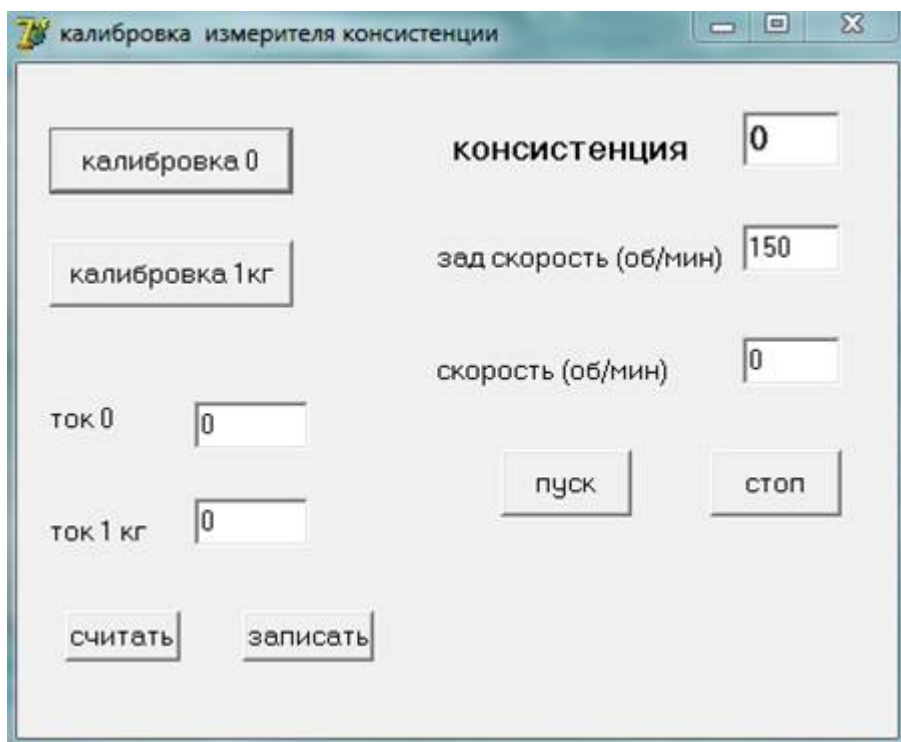 калибровка измерителя консистенции
калибровка 0
консистенция 0
калибровка 1кг
зад скорость (об/мин) 150
скорость (об/мин) 0
ток 0 0
пуск стоп
ток 1 кг 0
считать записать